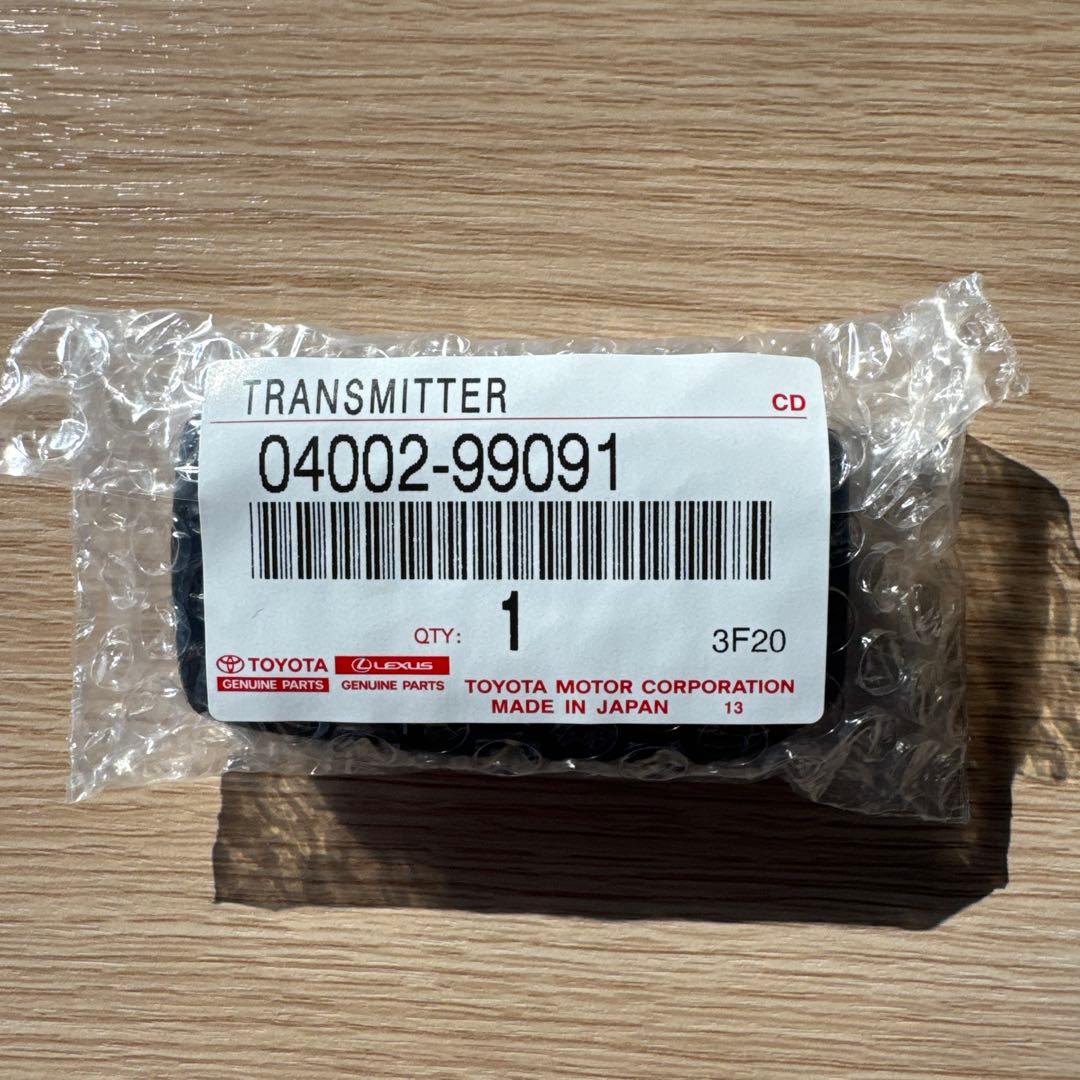 TRANSMITTER
CD
04002-99091
QTY: 1
3F20
TOYOTA
GENUINE PARTS
LEXUS
GENUINE PARTS
TOYOTA MOTOR CORPORATION
MADE IN JAPAN 13